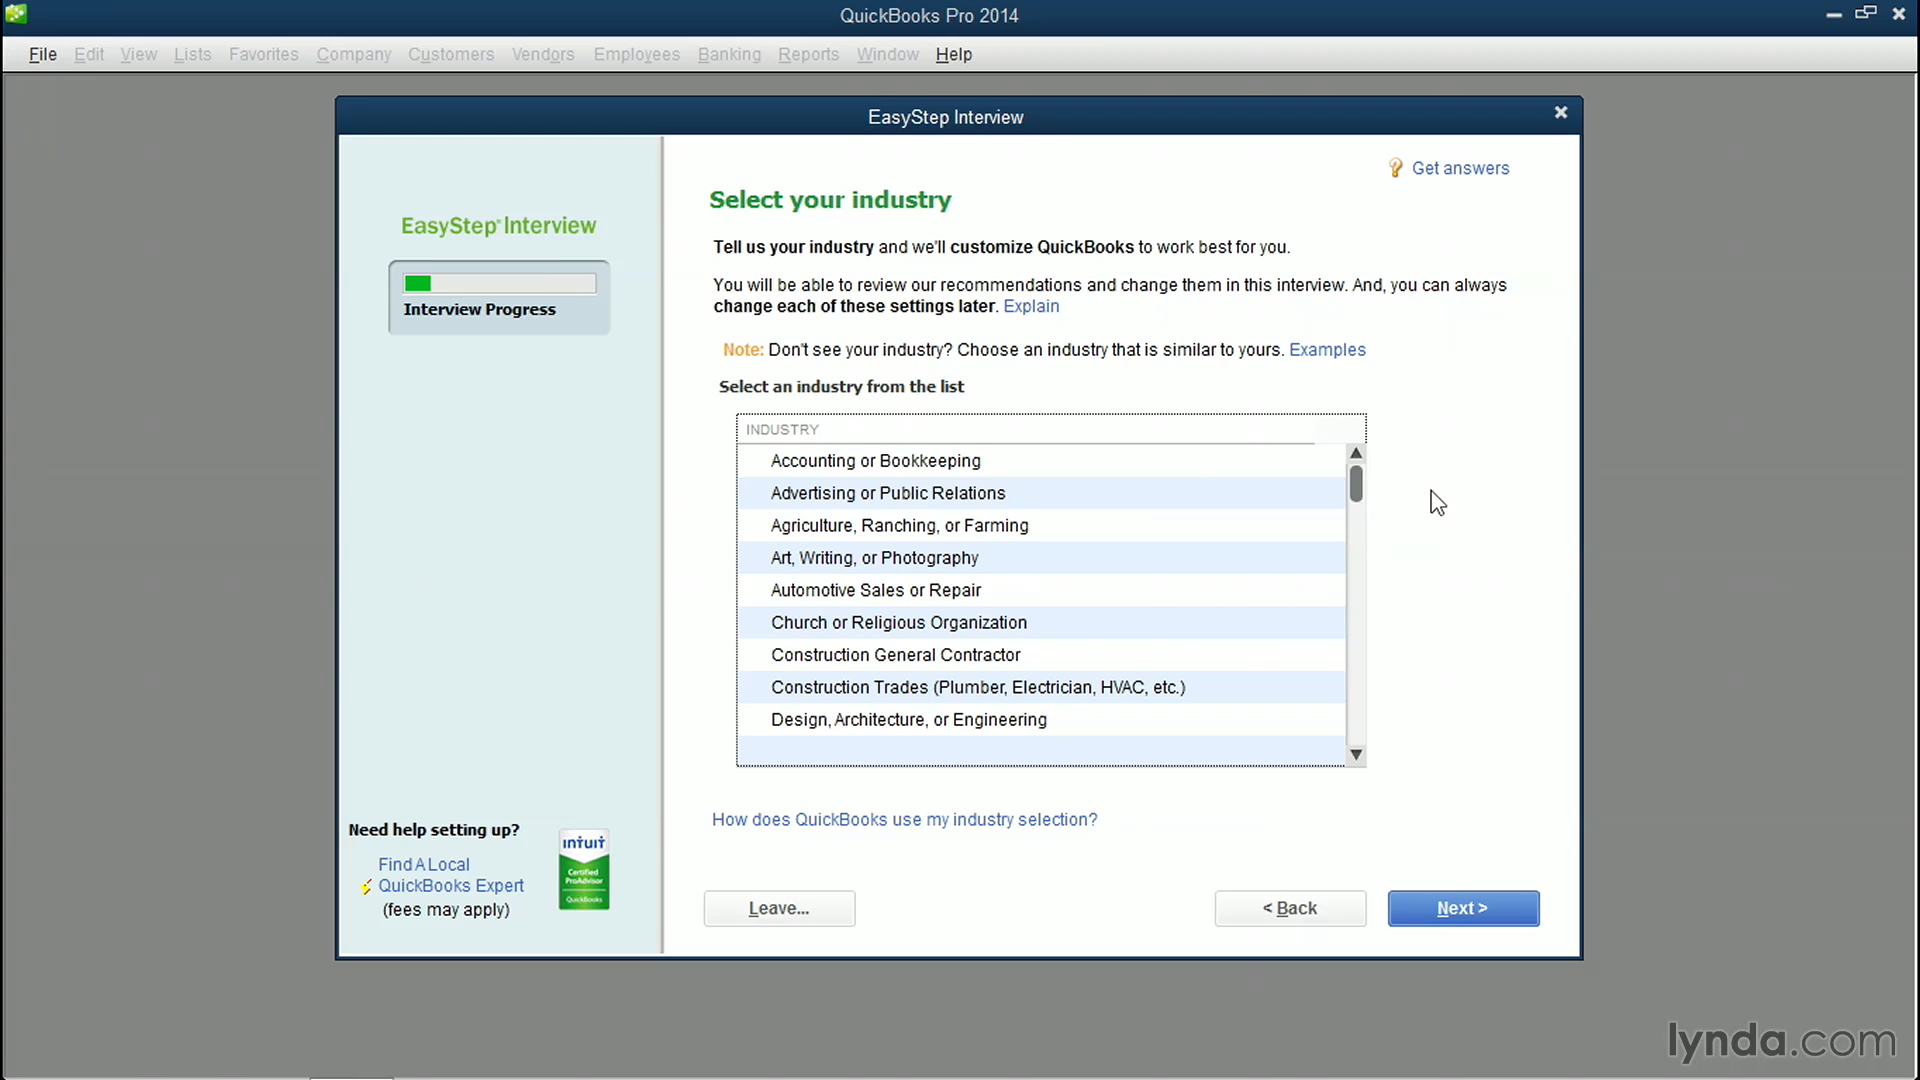 QuickBooks Pro 2014
File Edit View Lists Favorites Company Customers Vendors Employees Banking Reports Window Help
EasyStep Interview
Get answers
EasyStep Interview
Interview Progress
Select your industry
Tell us your industry and we'll customize QuickBooks to work best for you.
You will be able to review our recommendations and change them in this interview. And, you can always
change each of these settings later. Explain
Note: Don't see your industry? Choose an industry that is similar to yours. Examples
Select an industry from the list
INDUSTRY
Accounting or Bookkeeping
Advertising or Public Relations
Agriculture, Ranching, or Farming
Art, Writing, or Photography
Automotive Sales or Repair
Church or Religious Organization
Construction General Contractor
Construction Trades (Plumber, Electrician, HVAC, etc.)
Design, Architecture, or Engineering
How does QuickBooks use my industry selection?
Need help setting up?
Find A Local
QuickBooks Expert
(fees may apply)
intuit
Certified
ProAdvisor
QuickBooks
Leave...
< Back
Next >
lynda.com